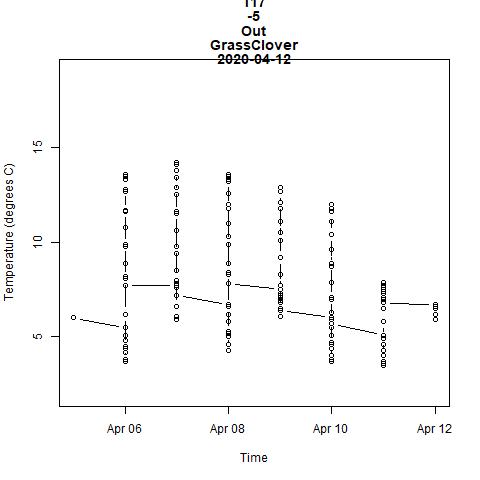 117
-5
Out
GrassClover
2020-04-12
Temperature (degrees C)
15
10
5
Apr 06
Apr 08
Apr 10
Apr 12
Time